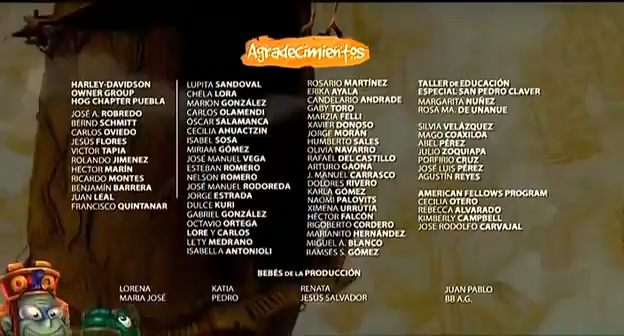 Agradecimientos
HARLEY-DAVIDSON
OWNER GROUP
HOG CHAPTER PUEBLA
JOSÉ A. ROBREDO
BERND SCHMITT
CARLOS OVIEDO
JESÚS FLORES
VICTOR TAPIA
ROLANDO JIMENEZ
HECTOR MARÍN
RICARDO MONTES
BENJAMÍN BARRERA
JUAN LEAL
FRANCISCO QUINTANAR
LUPITA SANDOVAL
CHELA LORA
MARION GONZÁLEZ
CARLOS OLAMENDI
ÓSCAR SALAMANCA
CECILIA AHUACTZIN
ISABEL SOSA
MIRIAM GÓMEZ
JOSÉ MANUEL VEGA
ESTEBAN ROMERO
NELSON ROMERO
JOSÉ MANUEL RODOREDA
JORGE ESTRADA
DULCE KURI
GABRIEL GONZÁLEZ
OCTAVIO ORTEGA
LORE Y CARLOS
LETY MEDRANO
ISABELLA ANTONIOLI
ROSARIO MARTÍNEZ
ERIKA AYALA
CANDELARIO ANDRADE
GABY TORO
MARZIA FELLI
XAVIER DONOSO
JORGE MORÁN
HUMBERTO SALES
OLIVIA NAVARRO
RAFAEL DEL CASTILLO
ARTURO GAONA
J. MANUEL CARRASCO
DOLORES RIVERO
KARLA GÓMEZ
NAOMI PALOVITS
XIMENA URRUTIA
HÉCTOR FALCÓN
RIGOBERTO CORDERO
MARIANITO HERNÁNDEZ
MIGUEL A. BLANCO
RAMSÉS S. GÓMEZ
TALLER DE EDUCACIÓN
ESPECIAL SAN PEDRO CLAVER
MARGARITA NUÑEZ
ROSA MA. DE UNANUE
SILVIA VELÁZQUEZ
MAGO COAXILOA
ABEL PÉREZ
JULIO ZOQUIAPA
PORFIRIO CRUZ
JOSÉ LUIS PÉREZ
AGUSTIN REYES
AMERICAN FELLOWS PROGRAM
CECILIA OTERO
REBECCA ALVARADO
KIMBERLY CAMPBELL
JOSE RODOLFO CARVAJAL
BEBÉS DE LA PRODUCCIÓN
LORENA
MARIA JOSÉ
KATIA
PEDRO
RENATA
JESÚS SALVADOR
JUAN PABLO
BB A.G.